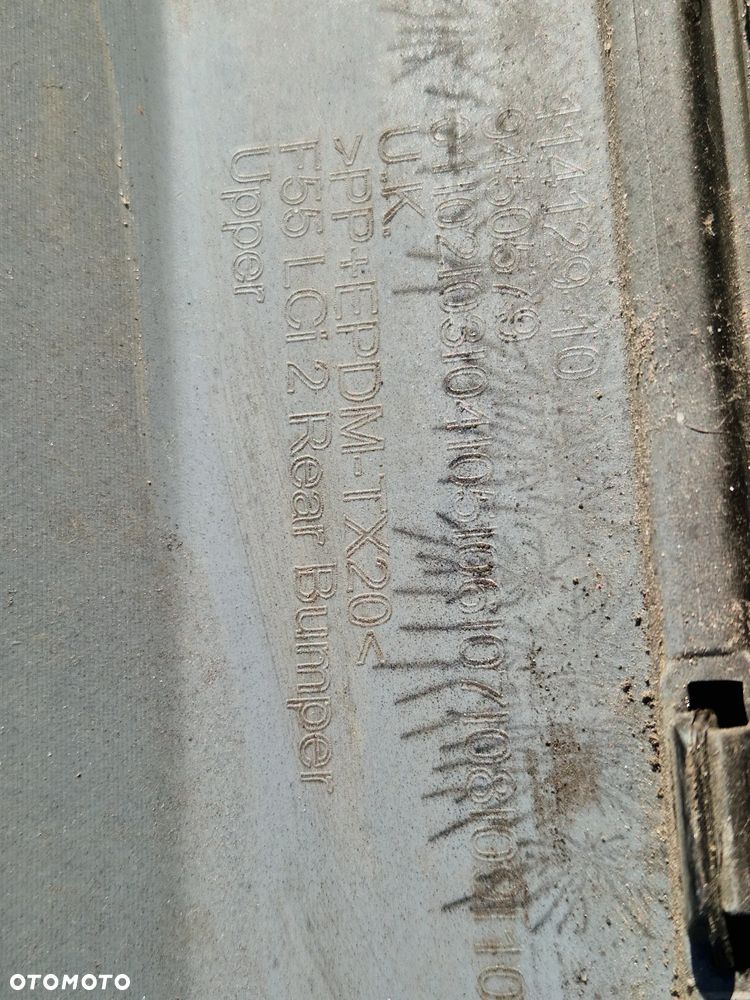 114129 10
9450579
01|02|03|04|05|06|07|08|09|10
U.K.
>PP+EPDM-TX20<
F55 LCi 2 Rear Bumper
Upper
OTOMOTO